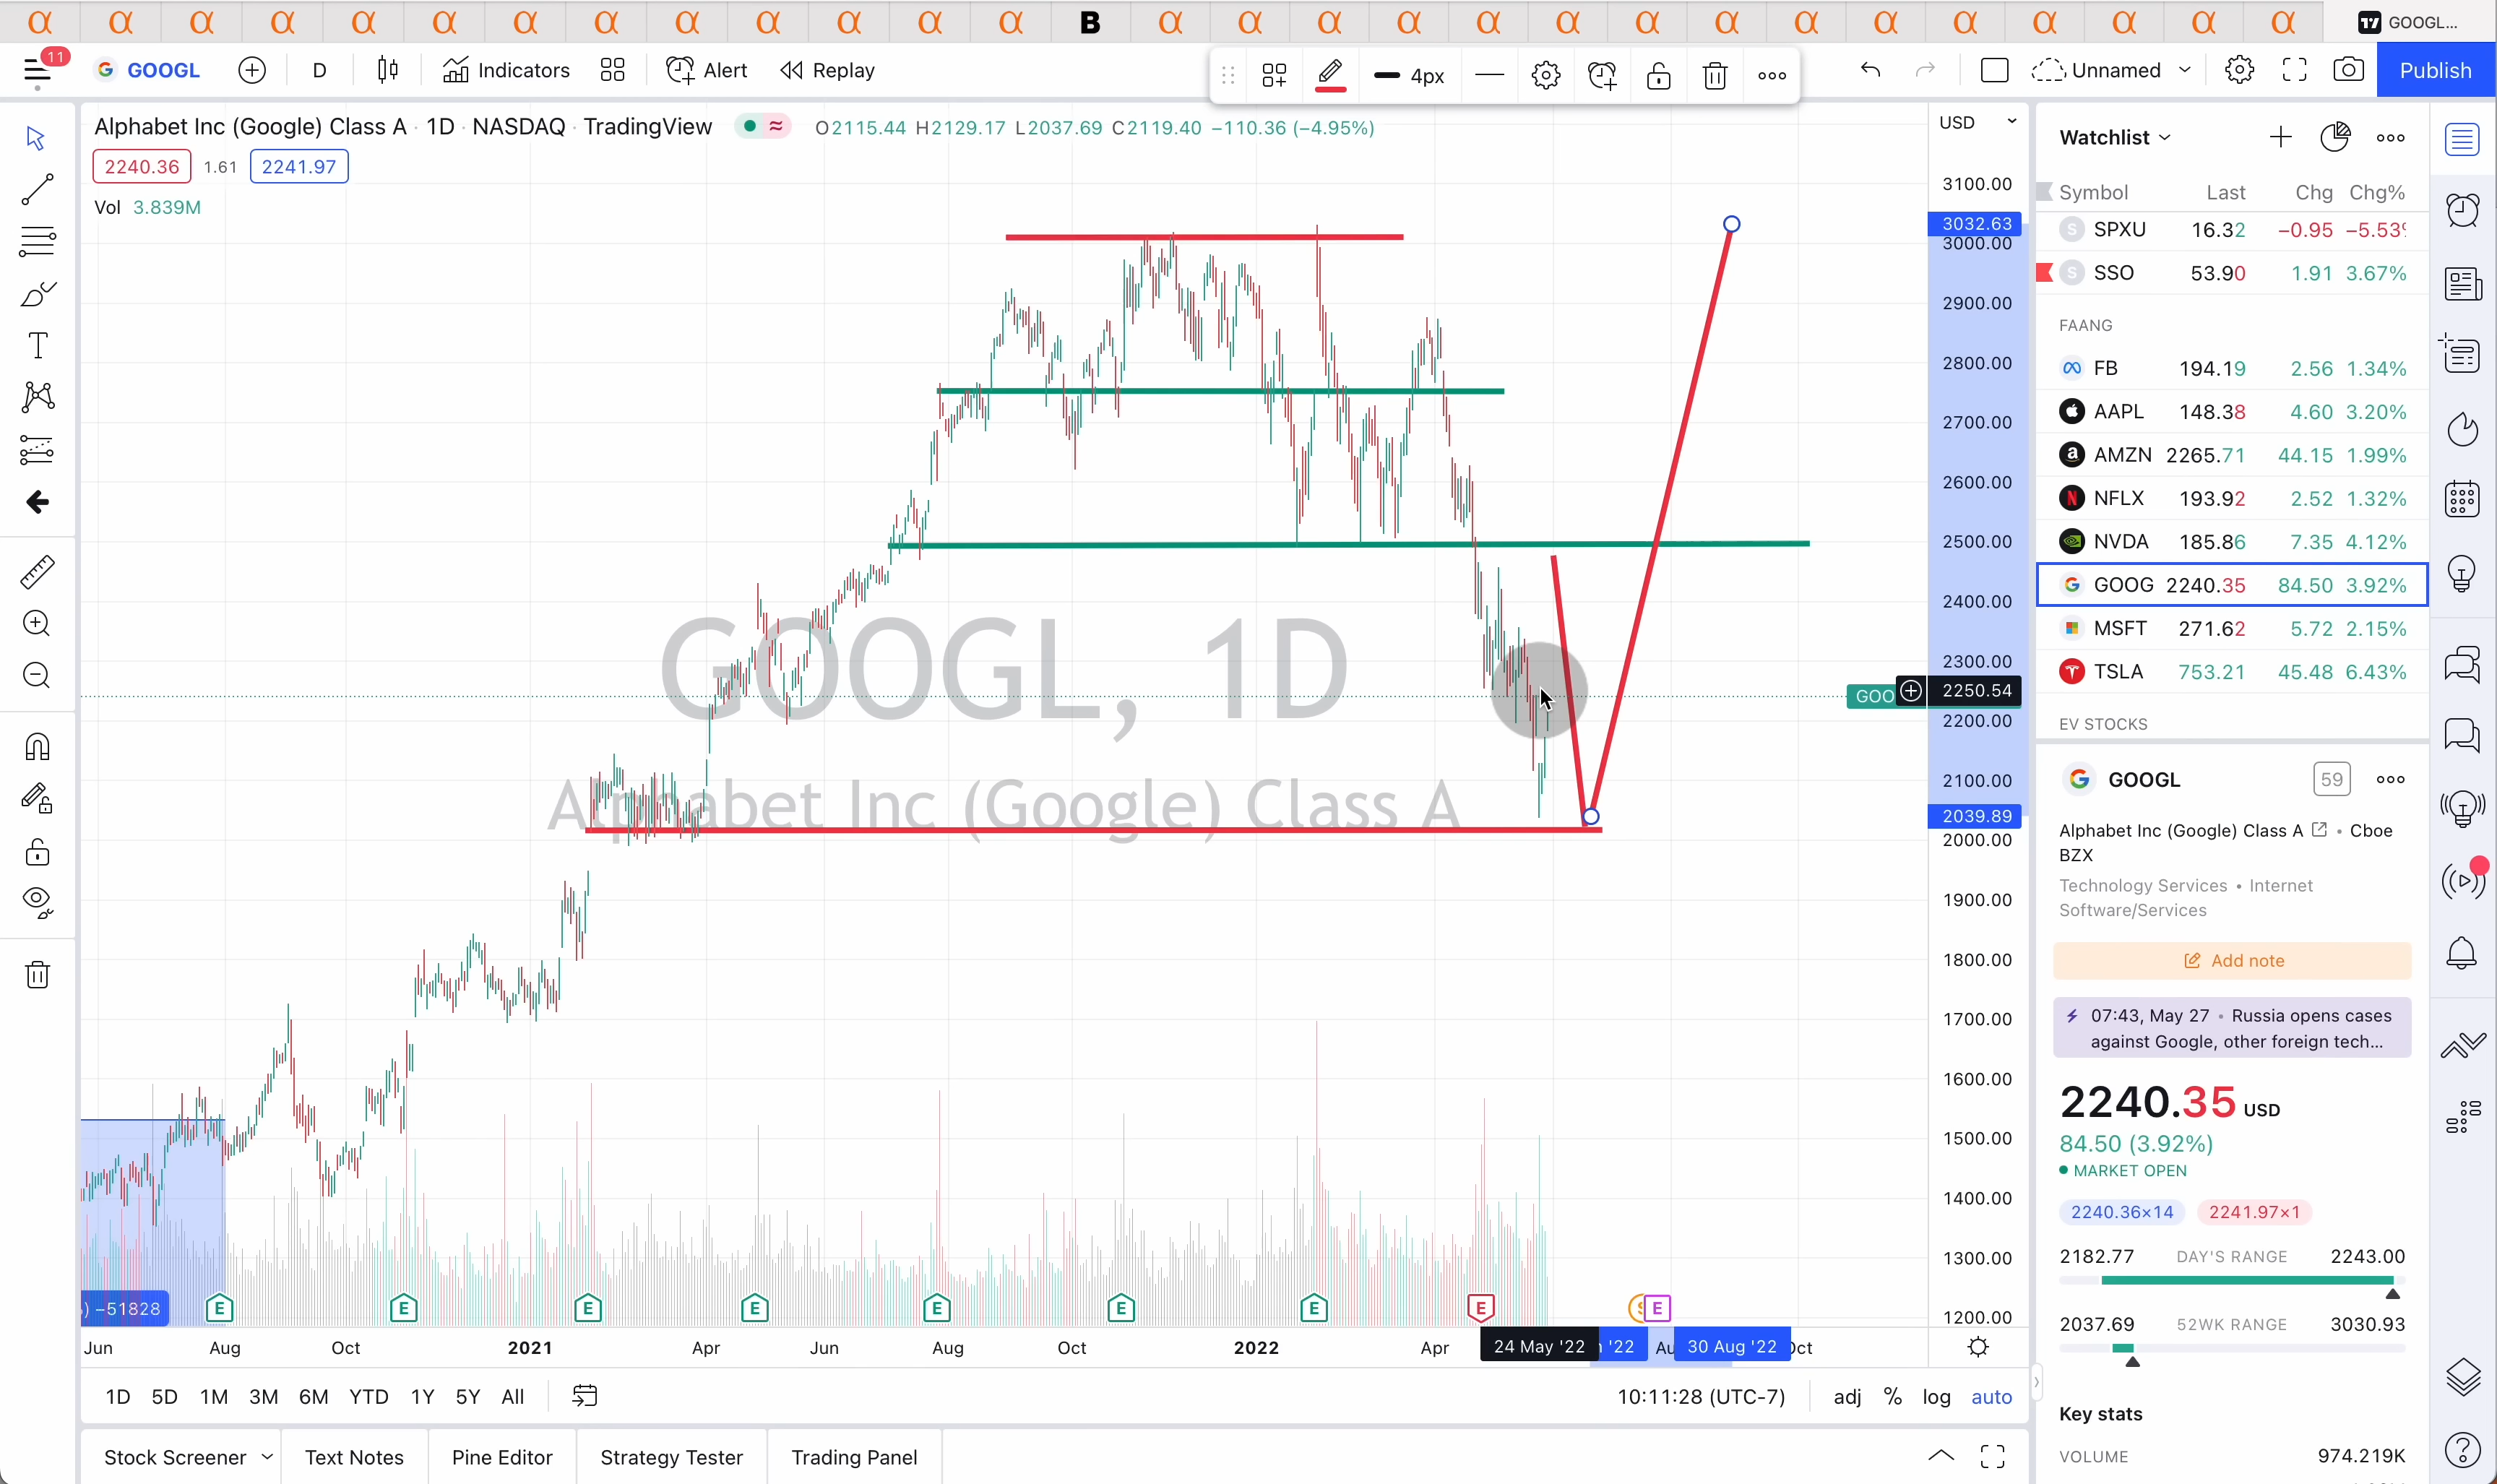 α α α α α α α α α α α α α B α α α α α α α α α α α α α α α GOOGL...
11
GOOGL D Indicators Alert Replay 4px Unnamed Publish
Alphabet Inc (Google) Class A · 1D · NASDAQ · TradingView ≈ O2115.44 H2129.17 L2037.69 C2119.40 −110.36 (−4.95%)
2240.36 1.61 2241.97
Vol 3.839M
GOOGL, 1D
Alphabet Inc (Google) Class A
USD
3100.00
3032.63
3000.00
2900.00
2800.00
2700.00
2600.00
2500.00
2400.00
2300.00
GOO 2250.54
2200.00
2100.00
2039.89
2000.00
1900.00
1800.00
1700.00
1600.00
1500.00
1400.00
1300.00
1200.00
) −51828 E E E E E E E E E
Jun Aug Oct 2021 Apr Jun Aug Oct 2022 Apr 24 May '22 '22 Au 30 Aug '22 Oct
1D 5D 1M 3M 6M YTD 1Y 5Y All 10:11:28 (UTC-7) adj % log auto
Stock Screener Text Notes Pine Editor Strategy Tester Trading Panel
Watchlist
Symbol Last Chg Chg%
S SPXU 16.32 −0.95 −5.53
S SSO 53.90 1.91 3.67%
FAANG
FB 194.19 2.56 1.34%
AAPL 148.38 4.60 3.20%
AMZN 2265.71 44.15 1.99%
NFLX 193.92 2.52 1.32%
NVDA 185.86 7.35 4.12%
GOOG 2240.35 84.50 3.92%
MSFT 271.62 5.72 2.15%
TSLA 753.21 45.48 6.43%
EV STOCKS
GOOGL 59
Alphabet Inc (Google) Class A • Cboe
BZX
Technology Services • Internet
Software/Services
Add note
07:43, May 27 • Russia opens cases
against Google, other foreign tech...
2240.35 USD
84.50 (3.92%)
MARKET OPEN
2240.36×14 2241.97×1
2182.77 DAY'S RANGE 2243.00
2037.69 52WK RANGE 3030.93
Key stats
VOLUME 974.219K